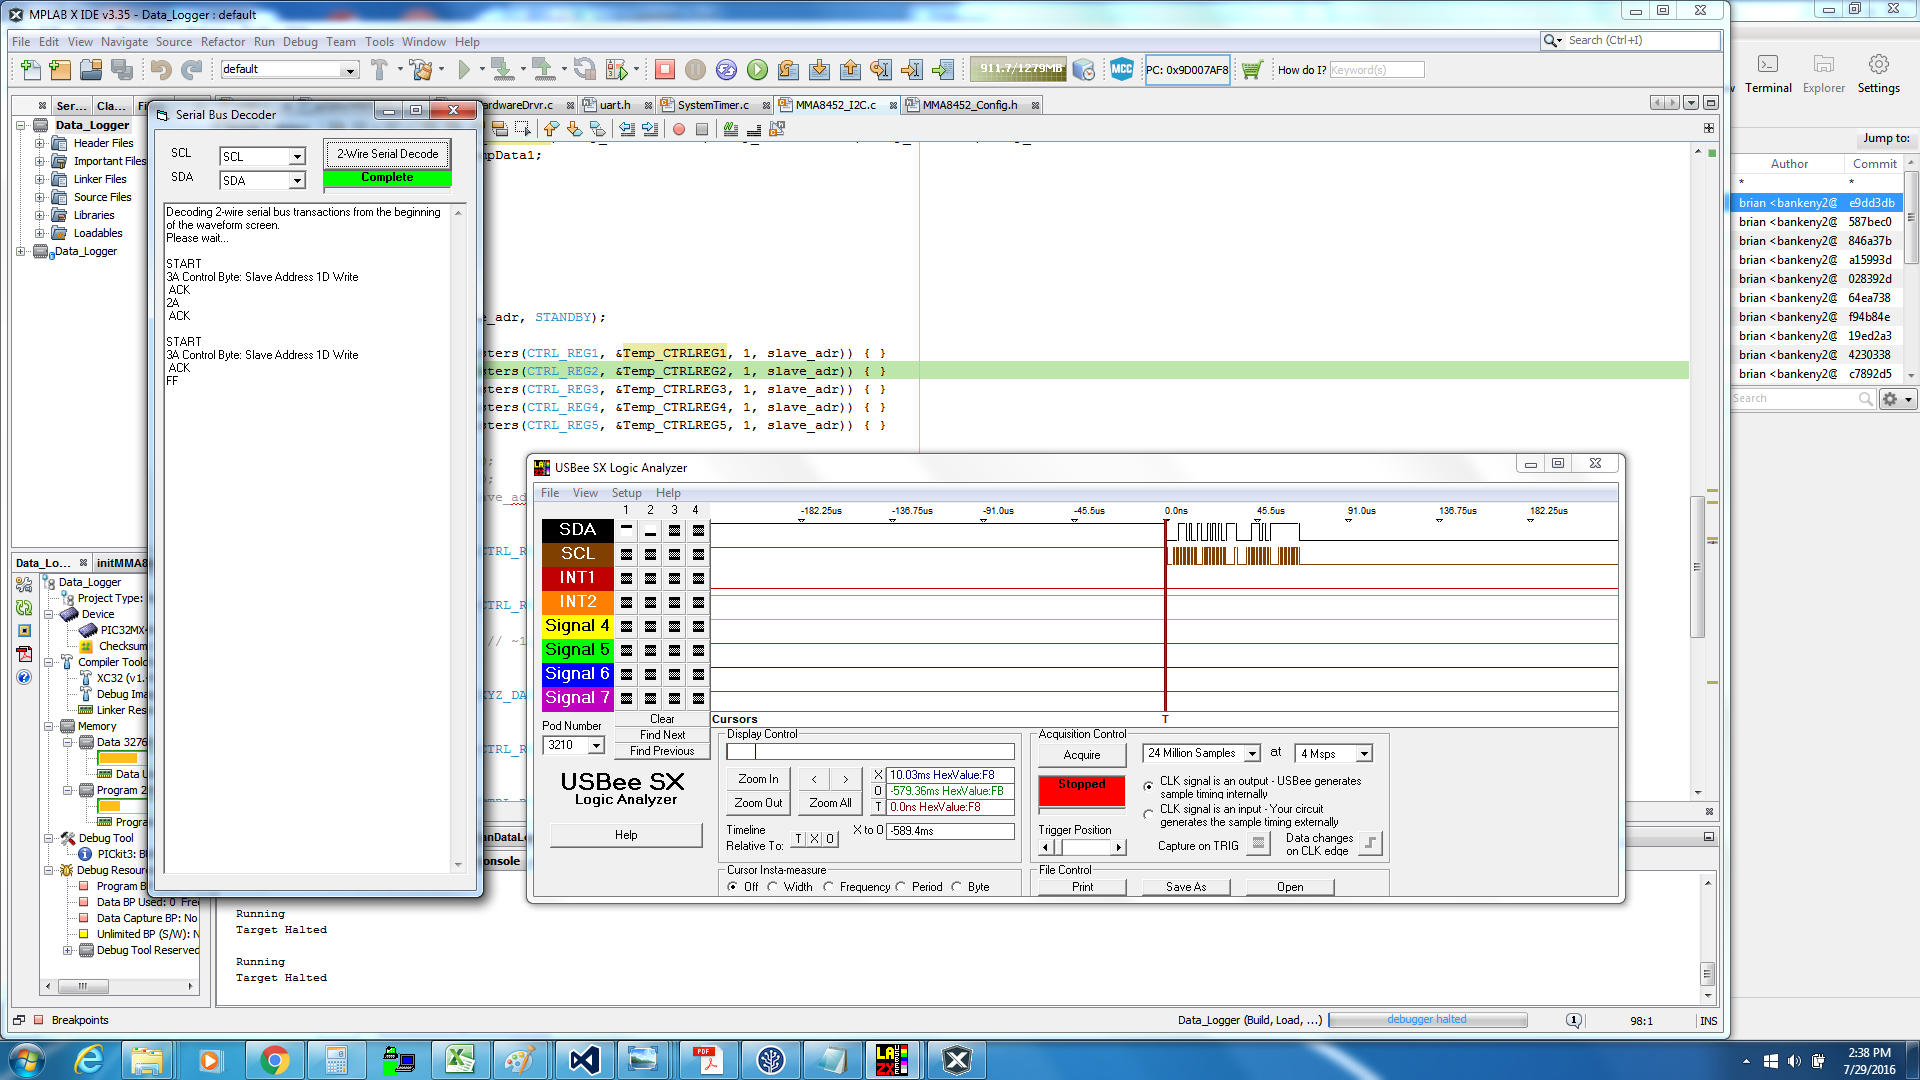 MPLAB X IDE v3.35 - Data_Logger : default
File Edit View Navigate Source Refactor Run Debug Team Tools Window Help
Search (Ctrl+I)
default
911.7/1279MB
MCC
PC: 0x9D007AF8
How do I?
Keyword(s)
Terminal
Explorer
Settings
Ser...
Cla...
uart.h
SystemTimer.c
MMA8452_I2C.c
MMA8452_Config.h
Jump to:
Author
Commit
*
*
brian <bankeny2@ e9dd3db
brian <bankeny2@ 587bec0
brian <bankeny2@ 846a37b
brian <bankeny2@ a15993d
brian <bankeny2@ 028392d
brian <bankeny2@ 64ea738
brian <bankeny2@ f94b84e
brian <bankeny2@ 19ed2a3
brian <bankeny2@ 4230338
brian <bankeny2@ c7892d5
Search
Data_Logger
Header Files
Important Files
Linker Files
Source Files
Libraries
Loadables
Data_Logger
Serial Bus Decoder
SCL
SCL
2-Wire Serial Decode
SDA
SDA
Complete
Decoding 2-wire serial bus transactions from the beginning
of the waveform screen.
Please wait...
START
3A Control Byte: Slave Address 1D Write
ACK
2A
ACK
START
3A Control Byte: Slave Address 1D Write
ACK
FF
mpData1;
e_adr, STANDBY);
sters(CTRL_REG1, &Temp_CTRLREG1, 1, slave_adr)) { }
sters(CTRL_REG2, &Temp_CTRLREG2, 1, slave_adr)) { }
sters(CTRL_REG3, &Temp_CTRLREG3, 1, slave_adr)) { }
sters(CTRL_REG4, &Temp_CTRLREG4, 1, slave_adr)) { }
sters(CTRL_REG5, &Temp_CTRLREG5, 1, slave_adr)) { }
USBee SX Logic Analyzer
File View Setup Help
1 2 3 4
-182.25us -136.75us -91.0us -45.5us 0.0ns 45.5us 91.0us 136.75us 182.25us
SDA
SCL
INT1
INT2
Signal 4
Signal 5
Signal 6
Signal 7
Clear
Cursors
T
Pod Number
3210
Find Next
Find Previous
USBee SX
Logic Analyzer
Help
Display Control
Zoom In
<
>
Zoom Out
Zoom All
X 10.03ms HexValue:F8
O -579.36ms HexValue:FB
T 0.0ns HexValue:F8
Timeline
Relative To:
T X O
X to O
-589.4ms
Cursor Insta-measure
Off Width Frequency Period Byte
Acquisition Control
Acquire
24 Million Samples
at
4 Msps
Stopped
CLK signal is an output - USBee generates
sample timing internally
CLK signal is an input - Your circuit
generates the sample timing externally
Trigger Position
Capture on TRIG
Data changes
on CLK edge
File Control
Print
Save As
Open
Data_Lo...
initMMA8
Data_Logger
Project Type:
Device
PIC32MX
Checksum
Compiler Toolc
XC32 (v1.
Debug Ima
Linker Res
Memory
Data 3276
Data U
Program 2
Progra
Debug Tool
PICkit3: B
Debug Resour
Program B
Data BP Used: 0 Free
Data Capture BP: No
Unlimited BP (S/W): N
Debug Tool Reserved
onsole
Running
Target Halted
Running
Target Halted
Breakpoints
Data_Logger (Build, Load, ...)
debugger halted
98:1
INS
2:38 PM
7/29/2016